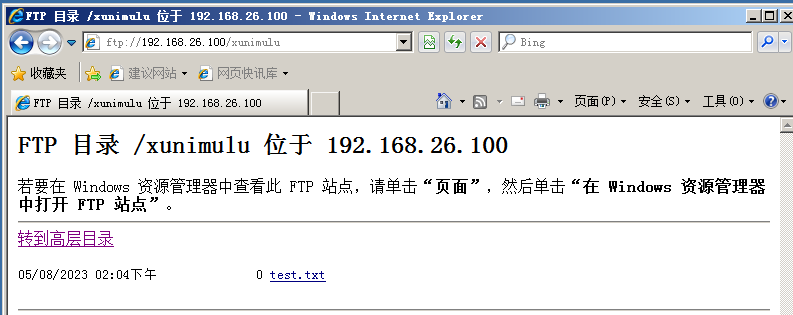 FTP 目录 /xunimulu 位于 192.168.26.100 - Windows Internet Explorer
ftp://192.168.26.100/xunimulu
Bing
收藏夹 建议网站 网页快讯库
FTP 目录 /xunimulu 位于 192.168.26.100
页面(P) 安全(S) 工具(O)
FTP 目录 /xunimulu 位于 192.168.26.100
若要在 Windows 资源管理器中查看此 FTP 站点，请单击“页面”，然后单击“在 Windows 资源管理器
中打开 FTP 站点”。
转到高层目录
05/08/2023 02:04下午 0 test.txt